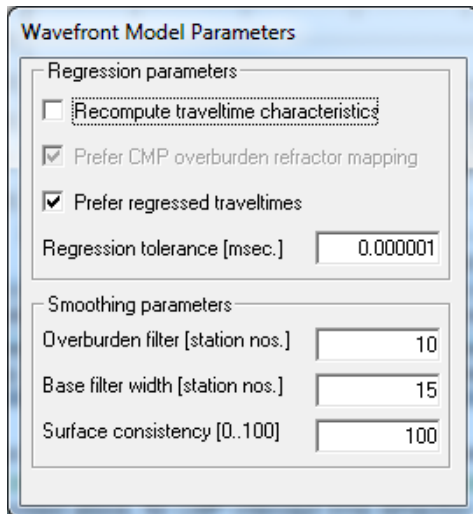 Wavefront Model Parameters
Regression parameters
Recompute traveltime characteristics
Prefer CMP overburden refractor mapping
Prefer regressed traveltimes
Regression tolerance [msec.] 0.000001
Smoothing parameters
Overburden filter [station nos.] 10
Base filter width [station nos.] 15
Surface consistency [0..100] 100